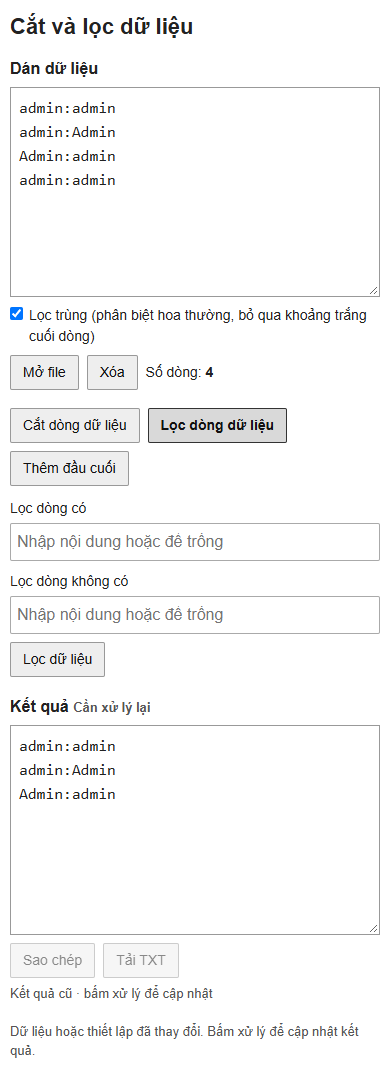 Cắt và lọc dữ liệu
Dán dữ liệu
admin:admin
admin:Admin
Admin:admin
admin:admin
Lọc trùng (phân biệt hoa thường, bỏ qua khoảng trắng
cuối dòng)
Mở file
Xóa
Số dòng: 4
Cắt dòng dữ liệu
Lọc dòng dữ liệu
Thêm đầu cuối
Lọc dòng có
Nhập nội dung hoặc để trống
Lọc dòng không có
Nhập nội dung hoặc để trống
Lọc dữ liệu
Kết quả Cần xử lý lại
admin:admin
admin:Admin
Admin:admin
Sao chép
Tải TXT
Kết quả cũ · bấm xử lý để cập nhật
Dữ liệu hoặc thiết lập đã thay đổi. Bấm xử lý để cập nhật kết
quả.